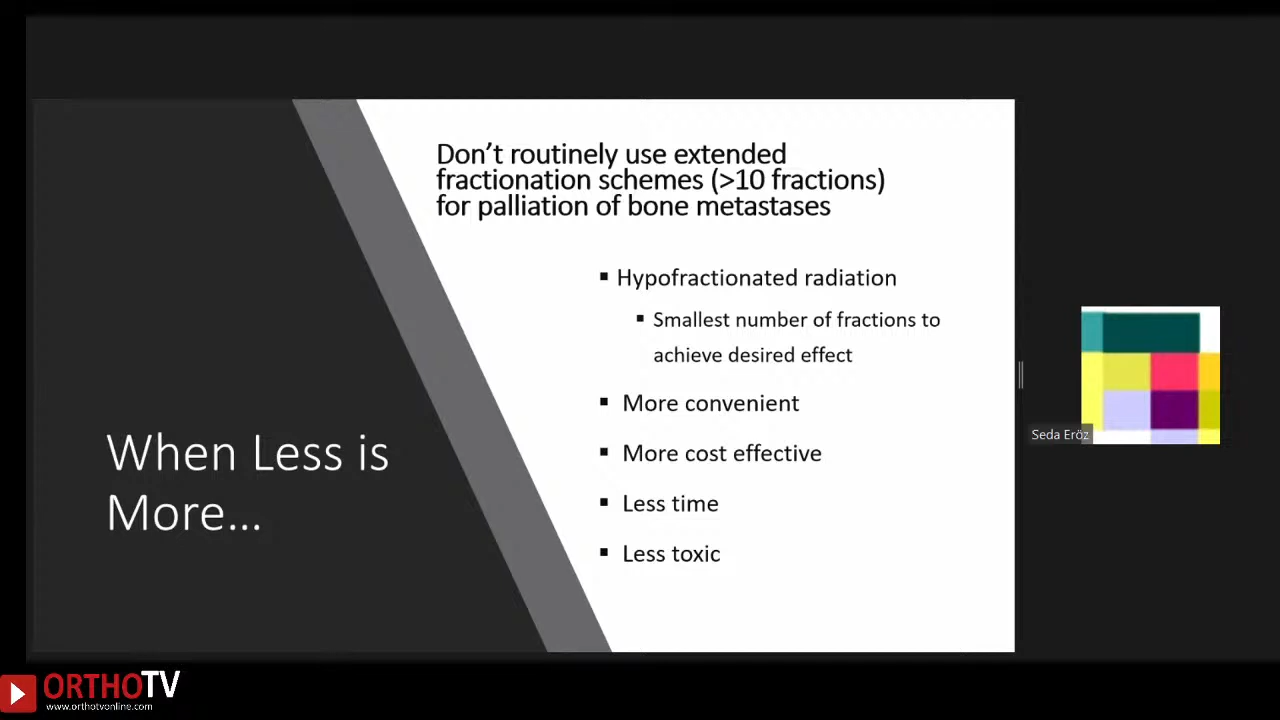 When Less is
More...
Don't routinely use extended
fractionation schemes (>10 fractions)
for palliation of bone metastases
▪ Hypofractionated radiation
▪ Smallest number of fractions to
achieve desired effect
▪ More convenient
▪ More cost effective
▪ Less time
▪ Less toxic
Seda Eröz
ORTHOTV
www.orthotvonline.com